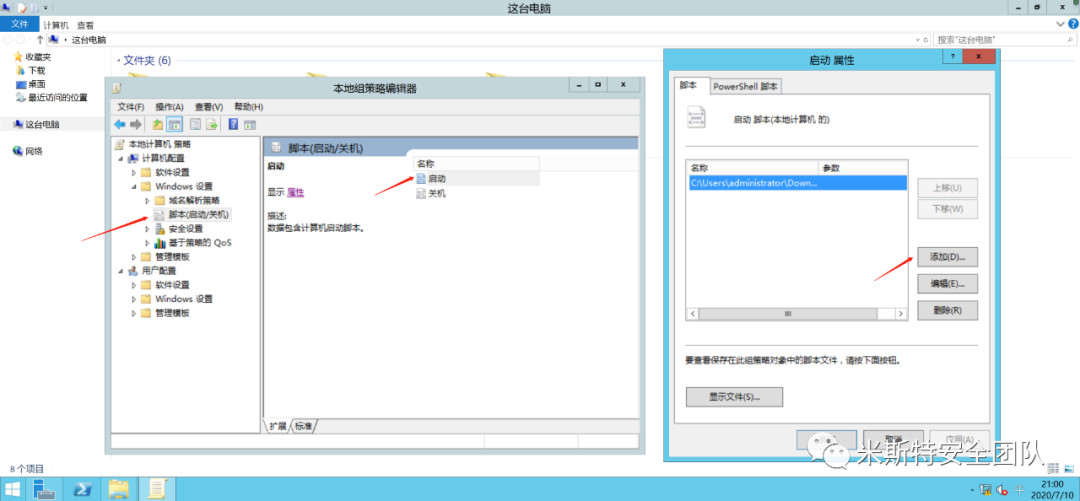 这台电脑
文件
计算机
查看
这台电脑
搜索"这台电脑"
收藏夹
下载
桌面
最近访问的位置
这台电脑
网络
文件夹 (6)
8 个项目
本地组策略编辑器
文件(F) 操作(A) 查看(V) 帮助(H)
本地计算机 策略
计算机配置
软件设置
Windows 设置
域名解析策略
脚本(启动/关机)
安全设置
基于策略的 QoS
管理模板
用户配置
软件设置
Windows 设置
管理模板
脚本(启动/关机)
启动
显示 属性
描述:
数据包含计算机启动脚本。
名称
启动
关机
扩展 标准
启动 属性
脚本 PowerShell 脚本
启动 脚本(本地计算机 的)
名称 参数
C:\Users\administrator\Down...
上移(U)
下移(W)
添加(D)...
编辑(E)...
删除(R)
要查看保存在此组策略对象中的脚本文件，请按下面按钮。
显示文件(S)...
取消
应用(A)
米斯特安全团队
21:00
2020/7/10